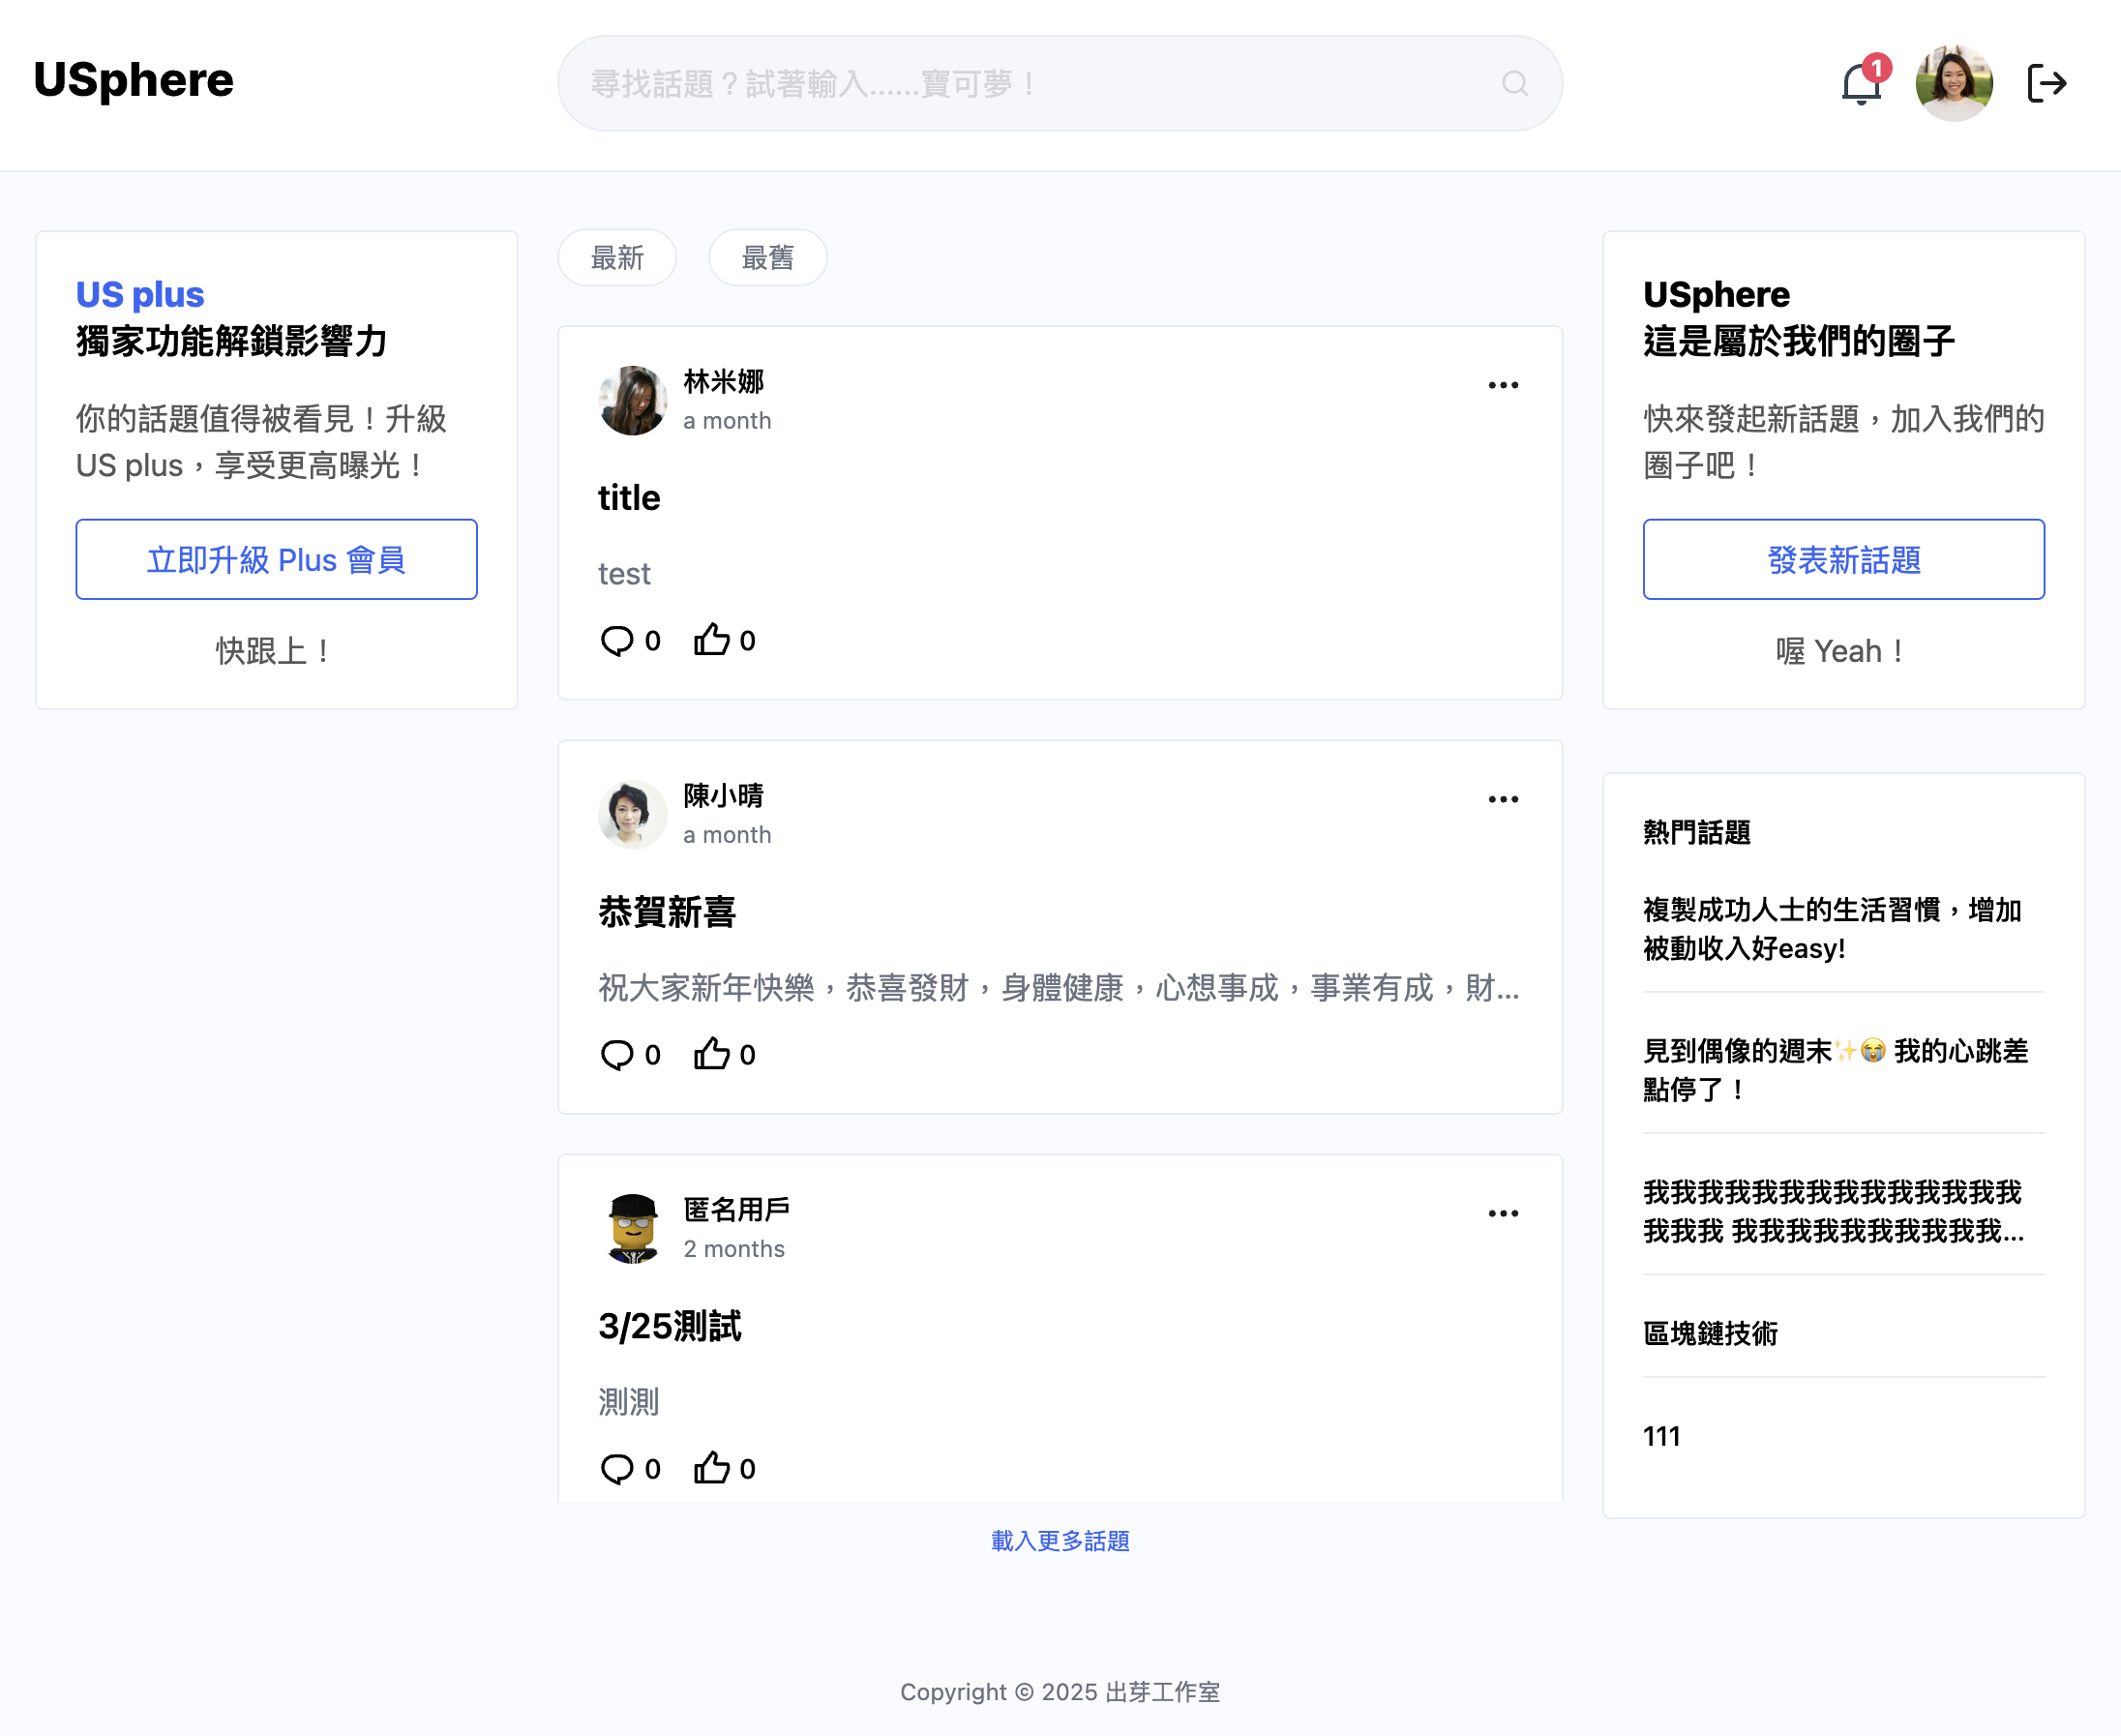 USphere
尋找話題？試著輸入......寶可夢！
1
US plus
獨家功能解鎖影響力
你的話題值得被看見！升級
US plus，享受更高曝光！
立即升級 Plus 會員
快跟上！
最新
最舊
林米娜
a month
title
test
0
0
陳小晴
a month
恭賀新喜
祝大家新年快樂，恭喜發財，身體健康，心想事成，事業有成，財...
0
0
匿名用戶
2 months
3/25測試
測測
0
0
載入更多話題
USphere
這是屬於我們的圈子
快來發起新話題，加入我們的
圈子吧！
發表新話題
喔 Yeah！
熱門話題
複製成功人士的生活習慣，增加
被動收入好easy!
見到偶像的週末✨😭 我的心跳差
點停了！
我我我我我我我我我我我我我我
我我我 我我我我我我我我我我...
區塊鏈技術
111
Copyright © 2025 出芽工作室